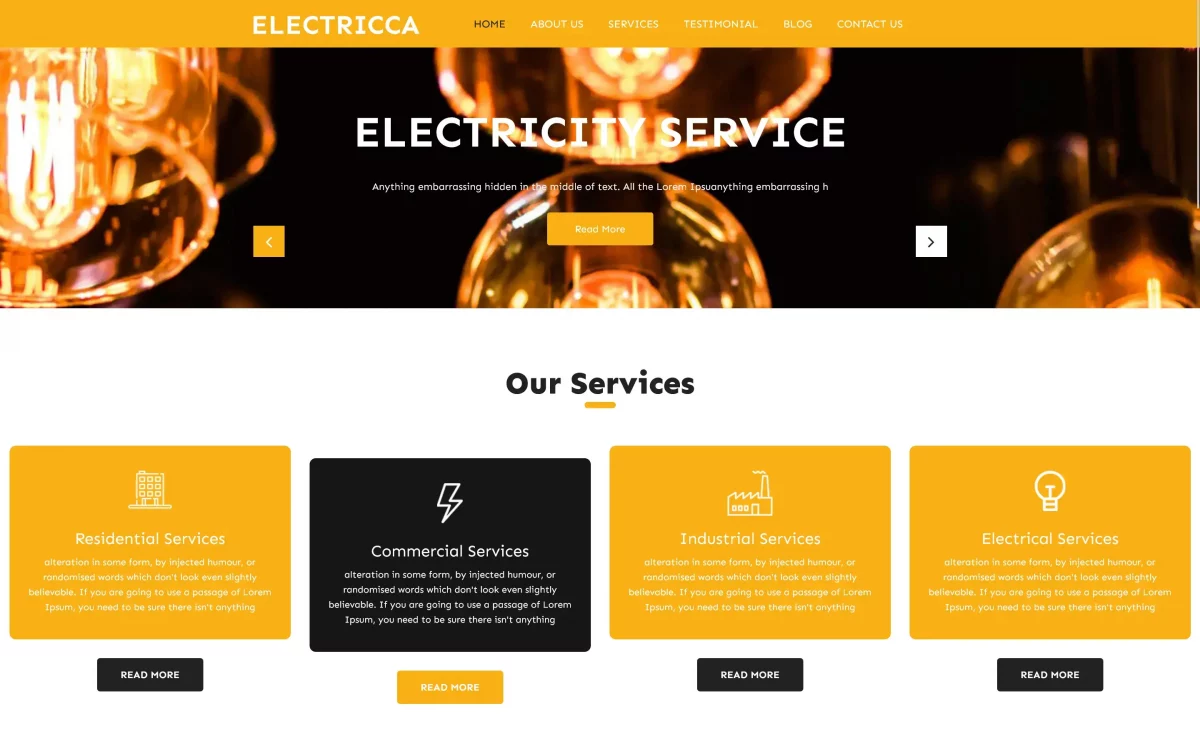 ELECTRICCA
HOME ABOUT US SERVICES TESTIMONIAL BLOG CONTACT US
ELECTRICITY SERVICE
Anything embarrassing hidden in the middle of text. All the Lorem Ipsuanything embarrassing h
Read More
Our Services
Residential Services
alteration in some form, by injected humour, or
randomised words which don't look even slightly
believable. If you are going to use a passage of Lorem
Ipsum, you need to be sure there isn't anything
READ MORE
Commercial Services
alteration in some form, by injected humour, or
randomised words which don't look even slightly
believable. If you are going to use a passage of Lorem
Ipsum, you need to be sure there isn't anything
READ MORE
Industrial Services
alteration in some form, by injected humour, or
randomised words which don't look even slightly
believable. If you are going to use a passage of Lorem
Ipsum, you need to be sure there isn't anything
READ MORE
Electrical Services
alteration in some form, by injected humour, or
randomised words which don't look even slightly
believable. If you are going to use a passage of Lorem
Ipsum, you need to be sure there isn't anything
READ MORE